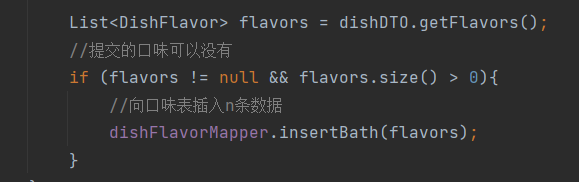 List<DishFlavor> flavors = dishDTO.getFlavors();
//提交的口味可以没有
if (flavors != null && flavors.size() > 0){
//向口味表插入n条数据
dishFlavorMapper.insertBath(flavors);
}